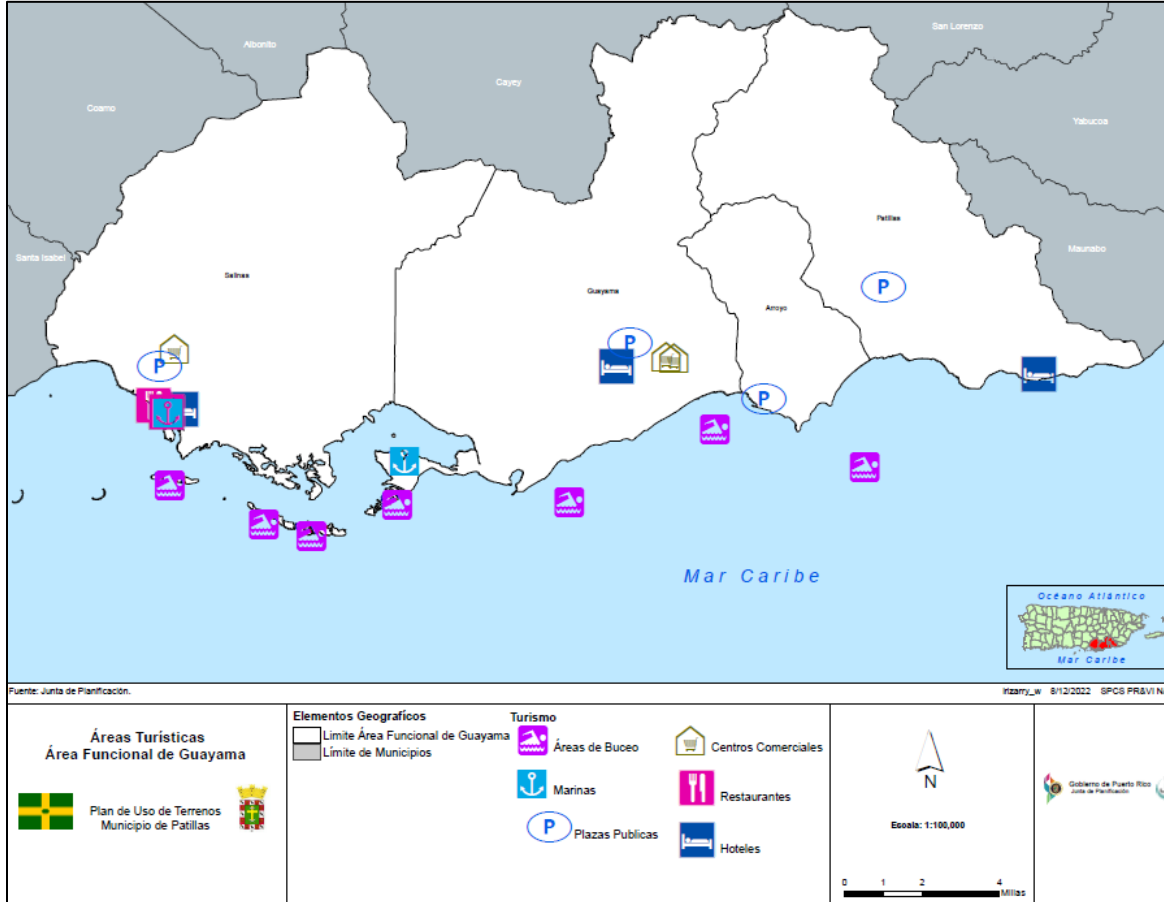 San Lorenzo
Aibonito
Cayey
Coamo
Yabucoa
Patillas
Maunabo
Santa Isabel
Salinas
Guayama
Arroyo
P
P
P
P
Mar Caribe
Océano Atlántico
Mar Caribe
Fuente: Junta de Planificación.
Irizarry_w 8/12/2022 SPCS PR&VI N
Áreas Turísticas
Área Funcional de Guayama
Plan de Uso de Terrenos
Municipio de Patillas
Elementos Geografícos
Limite Área Funcional de Guayama
Límite de Municipios
Turismo
Áreas de Buceo
Marinas
P
Plazas Publicas
Centros Comerciales
Restaurantes
Hoteles
N
Escala: 1:100,000
0 1 2 4
Millas
Gobierno de Puerto Rico
Junta de Planificación